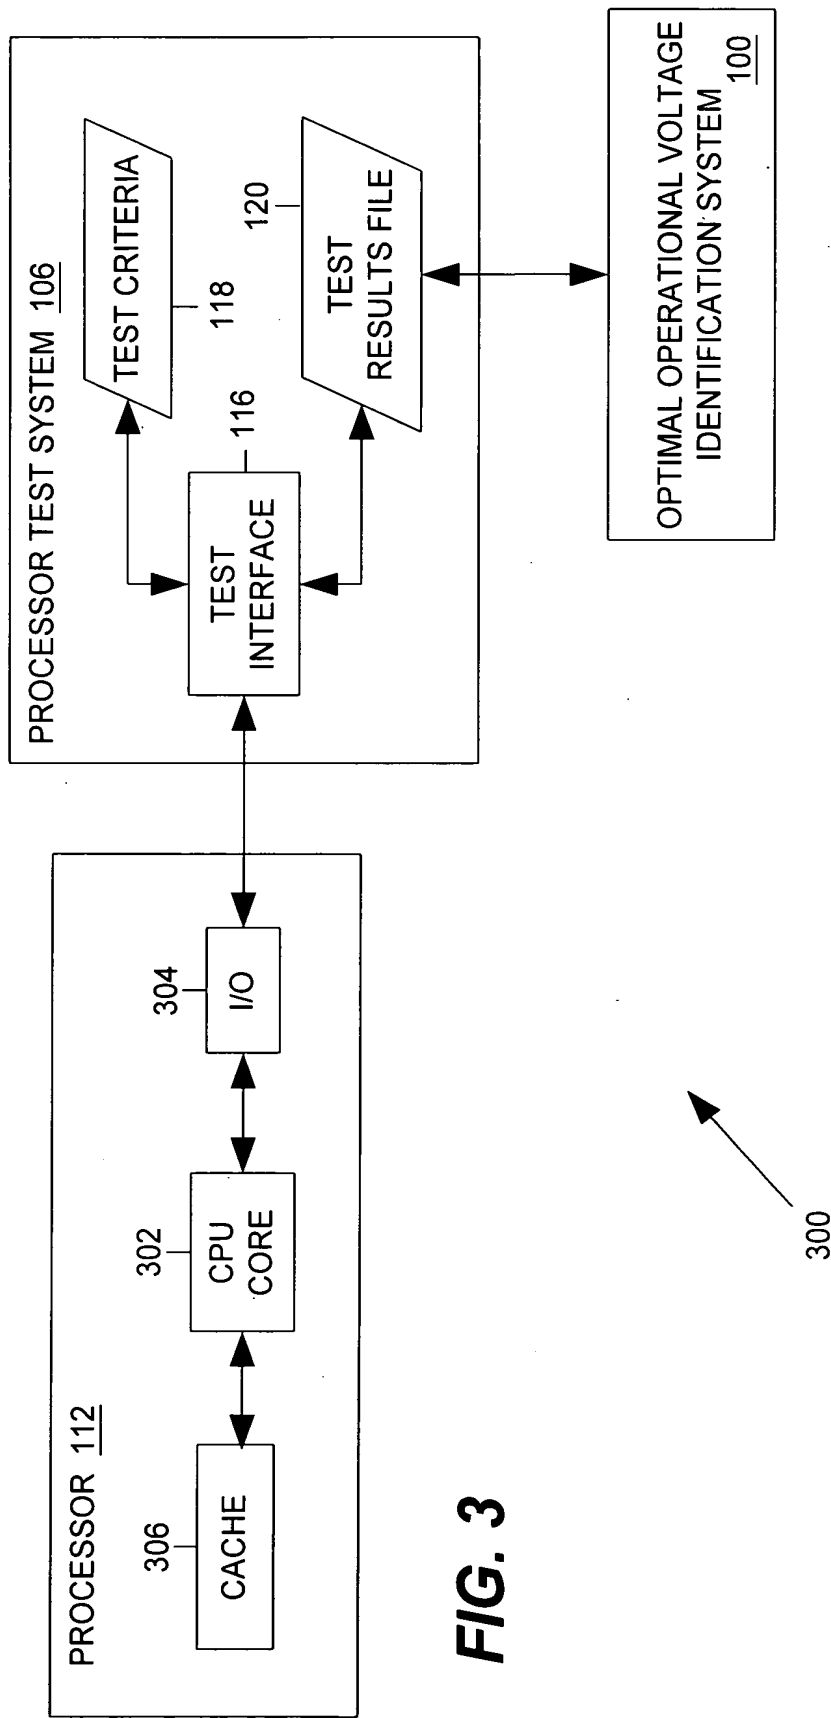 PROCESSOR 112
306
CACHE
302
CPU
CORE
304
I/O
PROCESSOR TEST SYSTEM 106
116
TEST
INTERFACE
TEST CRITERIA
118
120
TEST
RESULTS FILE
OPTIMAL OPERATIONAL VOLTAGE
IDENTIFICATION SYSTEM
100
300
FIG. 3